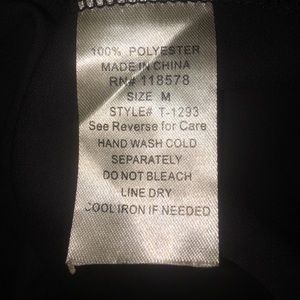 100% POLYESTER
MADE IN CHINA
RN# 118578
SIZE M
STYLE# T-1293
See Reverse for Care
HAND WASH COLD
SEPARATELY
DO NOT BLEACH
LINE DRY
COOL IRON IF NEEDED